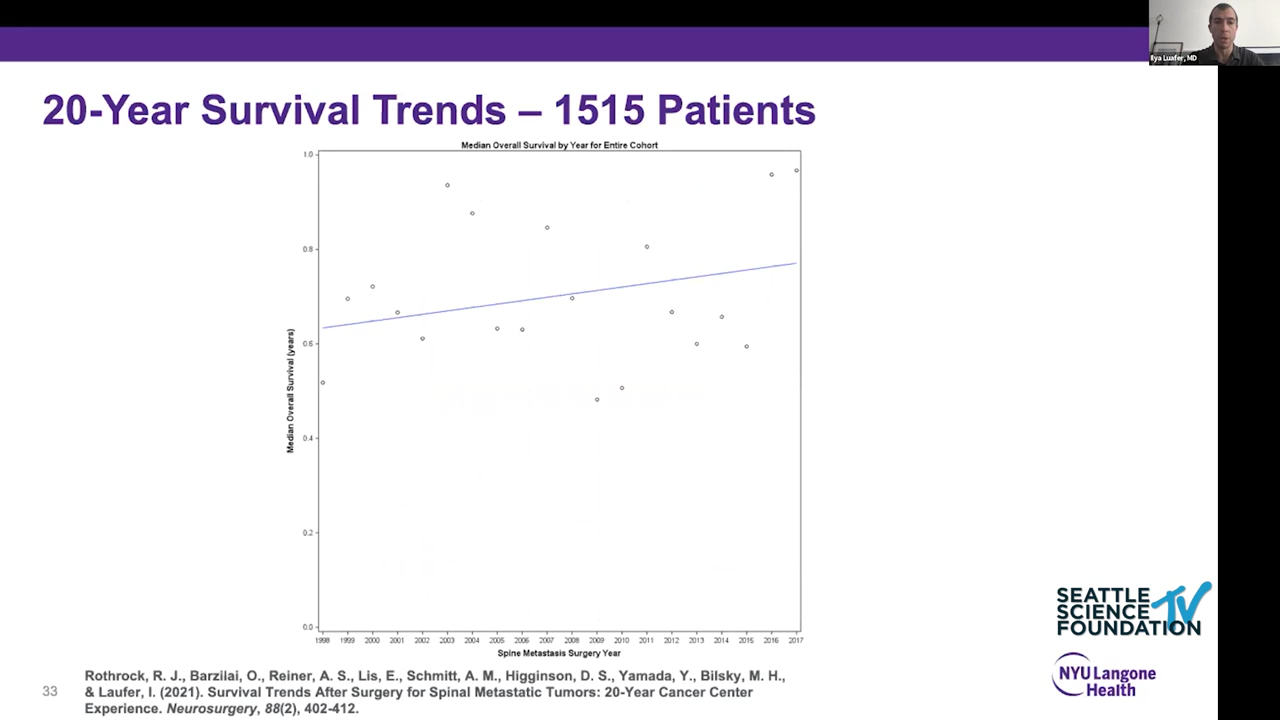 Ilya Laufer, MD
20-Year Survival Trends – 1515 Patients
Median Overall Survival by Year for Entire Cohort
1.0
0.8
0.6
0.4
0.2
0.0
Median Overall Survival (years)
1998 1999 2000 2001 2002 2003 2004 2005 2006 2007 2008 2009 2010 2011 2012 2013 2014 2015 2016 2017
Spine Metastasis Surgery Year
Rothrock, R. J., Barzilai, O., Reiner, A. S., Lis, E., Schmitt, A. M., Higginson, D. S., Yamada, Y., Bilsky, M. H.,
& Laufer, I. (2021). Survival Trends After Surgery for Spinal Metastatic Tumors: 20-Year Cancer Center
Experience. Neurosurgery, 88(2), 402-412.
33
SEATTLE
SCIENCE TV
FOUNDATION
NYU Langone
Health